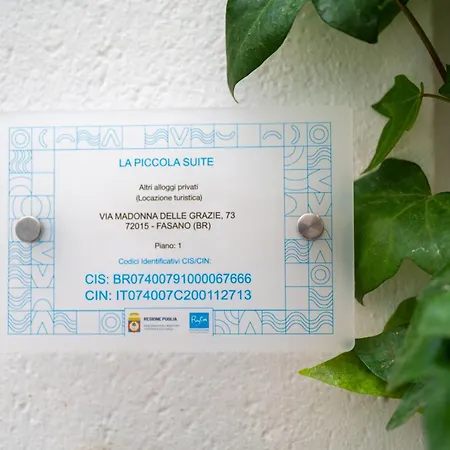 LA PICCOLA SUITE
Altri alloggi privati
(Locazione turistica)
VIA MADONNA DELLE GRAZIE, 73
72015 - FASANO (BR)
Piano: 1
Codici Identificativi CIS/CIN:
CIS: BR07400791000067666
CIN: IT074007C200112713
REGIONE PUGLIA